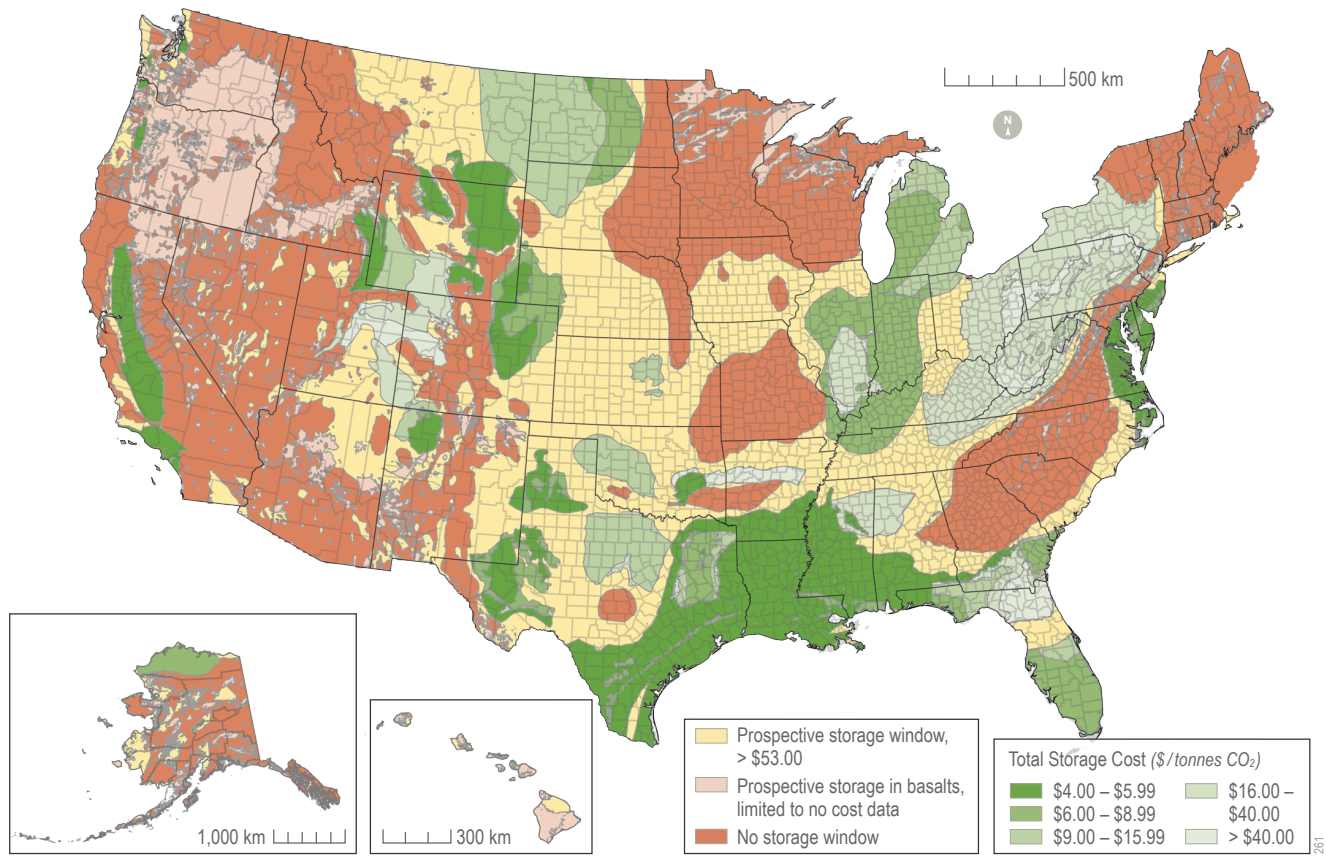 500 km
N
1,000 km
300 km
Prospective storage window,
> $53.00
Prospective storage in basalts,
limited to no cost data
No storage window
Total Storage Cost ($/tonnes CO₂)
$4.00 – $5.99
$6.00 – $8.99
$9.00 – $15.99
$16.00 –
$40.00
> $40.00
261